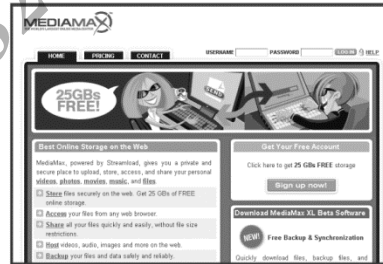 MEDIAMAX
HOME PRICING CONTACT USERNAME PASSWORD LOG IN HELP
25GBs
FREE!
SEND
Best Online Storage on the Web
MediaMax, powered by Streamload, gives you a private and
secure place to upload, store, access, and share your personal
videos, photos, movies, music, and files.
Store files securely on the web. Get 25 GBs of FREE
online storage.
Access your files from any web browser.
Share all your files quickly and easily, without file size
restrictions.
Host videos, audio, images and more on the web.
Backup your files and data safely and reliably.
Get Your Free Account
Click here to get 25 GBs FREE storage
Sign up now!
Download MediaMax XL Beta Software
NEW!
Free Backup & Synchronization
Quickly download files, backup files, and